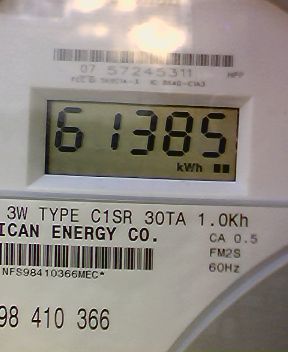 07 57245311
61385
kWh
3W TYPE C1SR 30TA 1.0Kh
ICAN ENERGY CO.
CA 0.5
FM2S
60Hz
NFS98410366MEC*
98 410 366